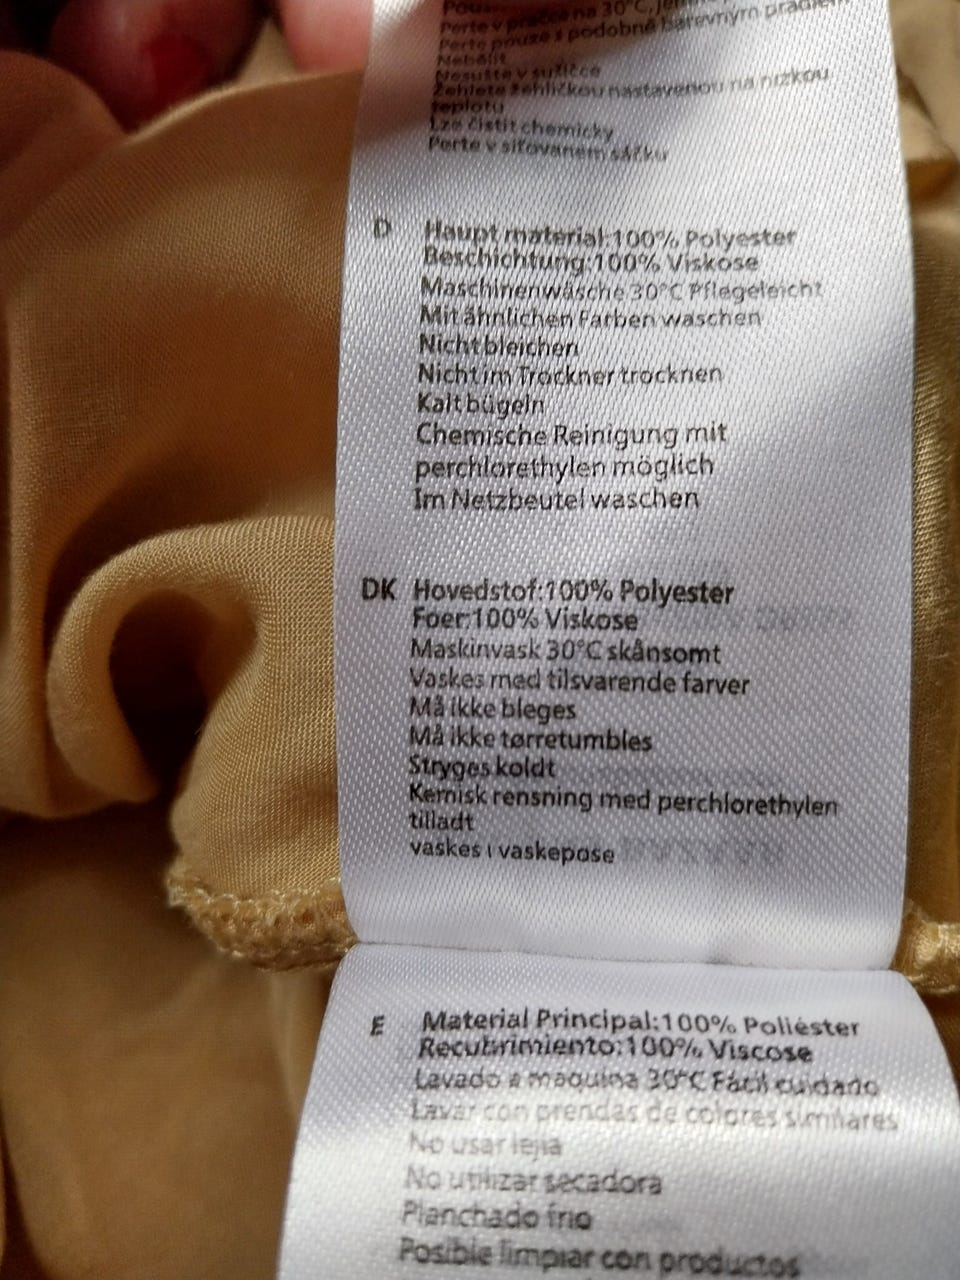 Perte v pračce na 30°C, jemně
Perte pouze s podobně barevným prádlem
Nebělit
Nesušte v sušičce
Žehlete žehličkou nastavenou na nízkou
teplotu
Lze čistit chemicky
Perte v síťovaném sáčku
D Haupt material:100% Polyester
Beschichtung:100% Viskose
Maschinenwäsche 30°C Pflegeleicht
Mit ähnlichen Farben waschen
Nicht bleichen
Nicht im Trockner trocknen
Kalt bügeln
Chemische Reinigung mit
perchlorethylen möglich
Im Netzbeutel waschen
DK Hovedstof:100% Polyester
Foer:100% Viskose
Maskinvask 30°C skånsomt
Vaskes med tilsvarende farver
Må ikke bleges
Må ikke tørretumbles
Stryges koldt
Kemisk rensning med perchlorethylen
tilladt
vaskes i vaskepose
E Material Principal:100% Poliéster
Recubrimiento:100% Viscose
Lavado a maquina 30°C Fácil cuidado
Lavar con prendas de colores similares
No usar lejia
No utilizar secadora
Planchado frio
Posible limpiar con productos